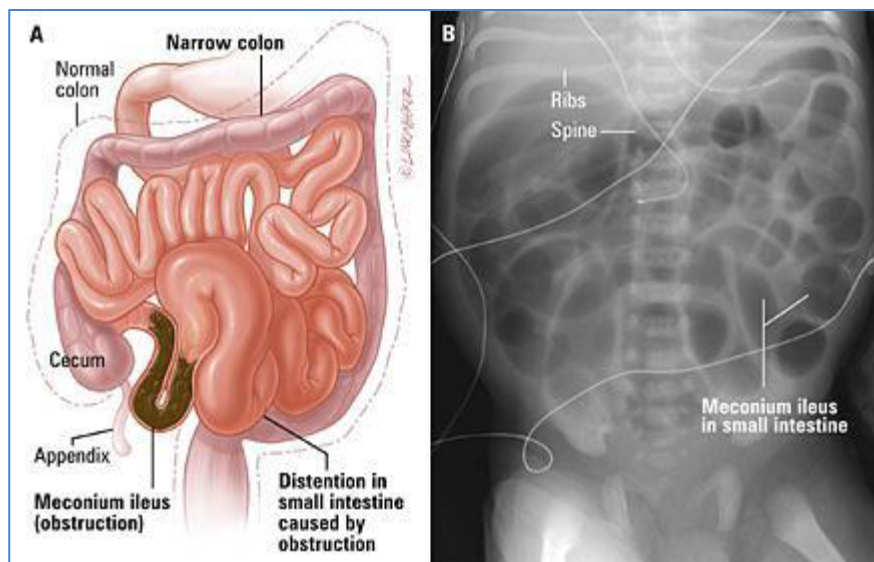 A
Narrow colon
Normal
colon
Cecum
Appendix
Meconium ileus
(obstruction)
Distention in
small intestine
caused by
obstruction
B
Ribs
Spine
Meconium ileus
in small intestine